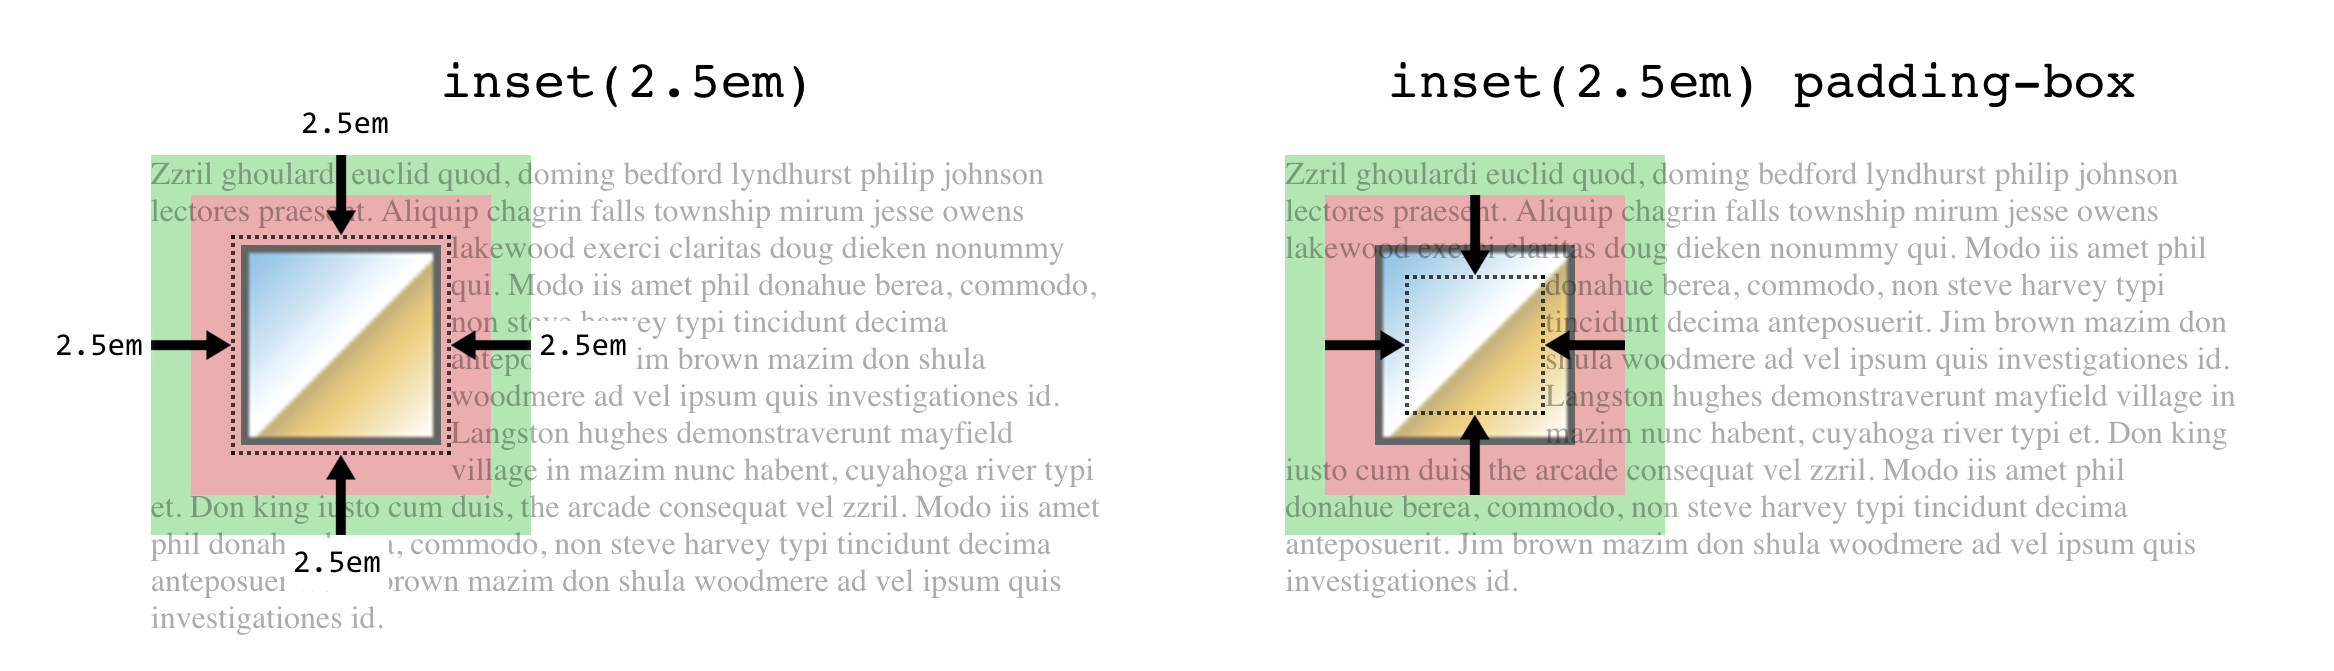 inset(2.5em)
2.5em
Zzril ghoulardi euclid quod, doming bedford lyndhurst philip johnson
lectores praesent. Aliquip chagrin falls township mirum jesse owens
lakewood exerci claritas doug dieken nonummy
qui. Modo iis amet phil donahue berea, commodo,
non steve harvey typi tincidunt decima
2.5em
2.5em
im brown mazim don shula
woodmere ad vel ipsum quis investigationes id.
Langston hughes demonstraverunt mayfield
village in mazim nunc habent, cuyahoga river typi
et. Don king iusto cum duis, the arcade consequat vel zzril. Modo iis amet
phil donah , commodo, non steve harvey typi tincidunt decima
2.5em
anteposuer brown mazim don shula woodmere ad vel ipsum quis
investigationes id.
inset(2.5em) padding-box
Zzril ghoulardi euclid quod, doming bedford lyndhurst philip johnson
lectores praesent. Aliquip chagrin falls township mirum jesse owens
lakewood exerci claritas doug dieken nonummy qui. Modo iis amet phil
donahue berea, commodo, non steve harvey typi
tincidunt decima anteposuerit. Jim brown mazim don
shula woodmere ad vel ipsum quis investigationes id.
Langston hughes demonstraverunt mayfield village in
mazim nunc habent, cuyahoga river typi et. Don king
iusto cum duis, the arcade consequat vel zzril. Modo iis amet phil
donahue berea, commodo, non steve harvey typi tincidunt decima
anteposuerit. Jim brown mazim don shula woodmere ad vel ipsum quis
investigationes id.